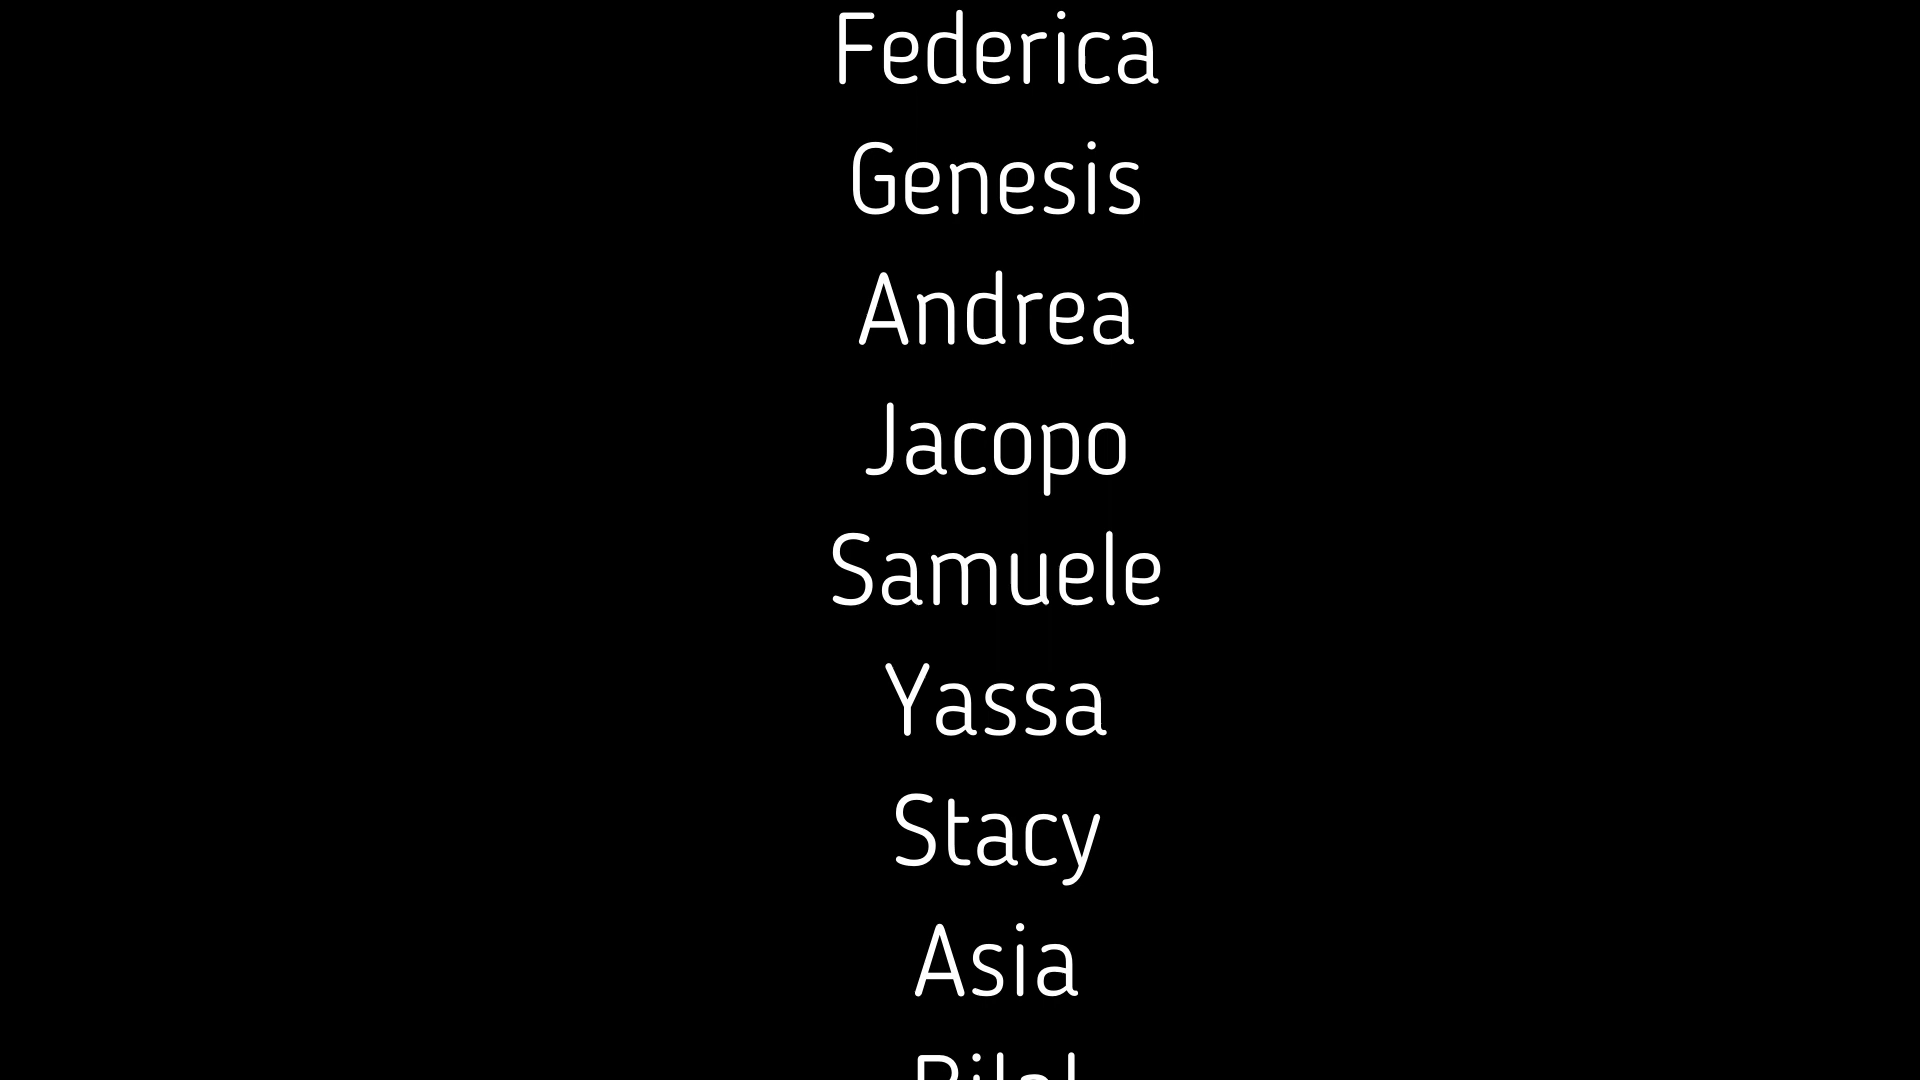 Federica
Genesis
Andrea
Jacopo
Samuele
Yassa
Stacy
Asia